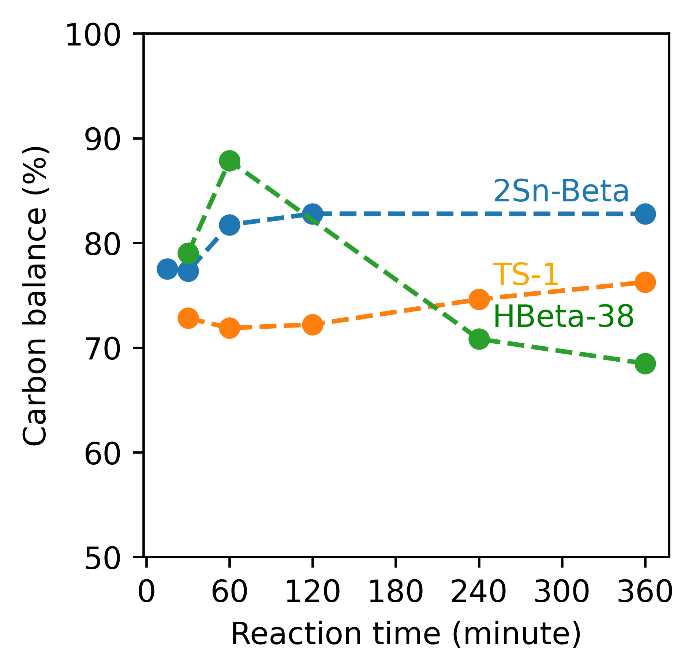 100
90
80
70
60
50
Carbon balance (%)
2Sn-Beta
TS-1
HBeta-38
0 60 120 180 240 300 360
Reaction time (minute)